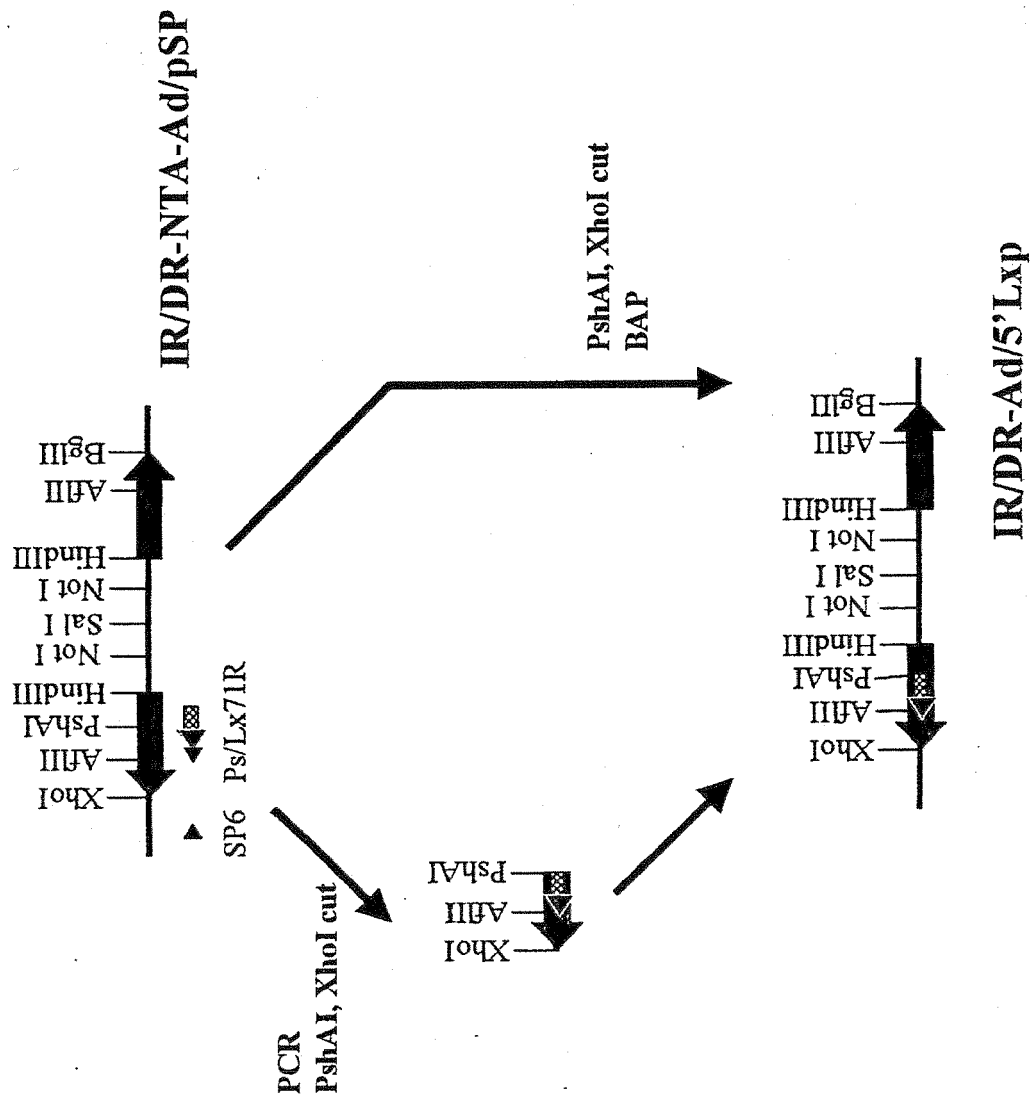 IR/DR-NTA-Ad/pSP
XhoI
AflII
PshAI
HindIII
Not I
Sal I
Not I
HindIII
AflII
BglII
SP6
Ps/Lx71R
PCR
PshAI, XhoI cut
PshAI, XhoI cut
BAP
XhoI
AflII
PshAI
XhoI
AflII
PshAI
HindIII
Not I
Sal I
Not I
HindIII
AflII
BglII
IR/DR-Ad/5'Lxp